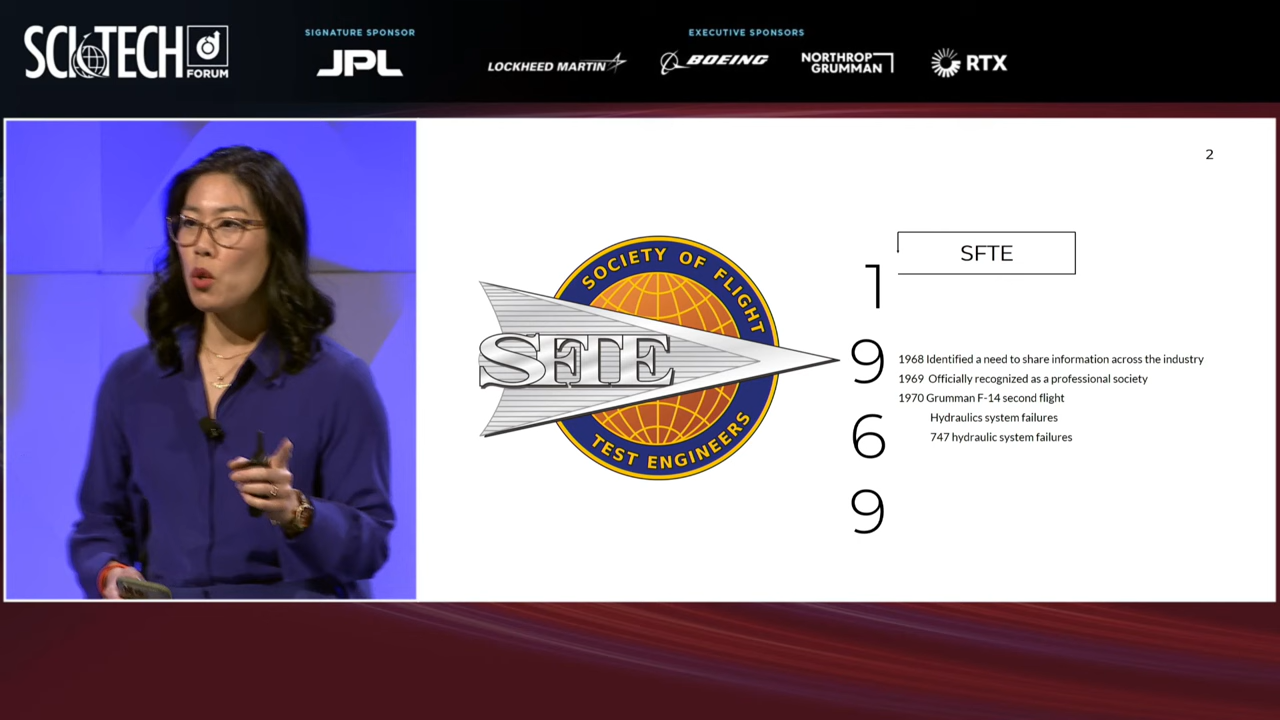 SCITECH
FORUM
SIGNATURE SPONSOR
JPL
EXECUTIVE SPONSORS
LOCKHEED MARTIN
BOEING
NORTHROP
GRUMMAN
RTX
2
SOCIETY OF FLIGHT
SFTE
TEST ENGINEERS
1
9
6
9
SFTE
1968 Identified a need to share information across the industry
1969 Officially recognized as a professional society
1970 Grumman F-14 second flight
Hydraulics system failures
747 hydraulic system failures